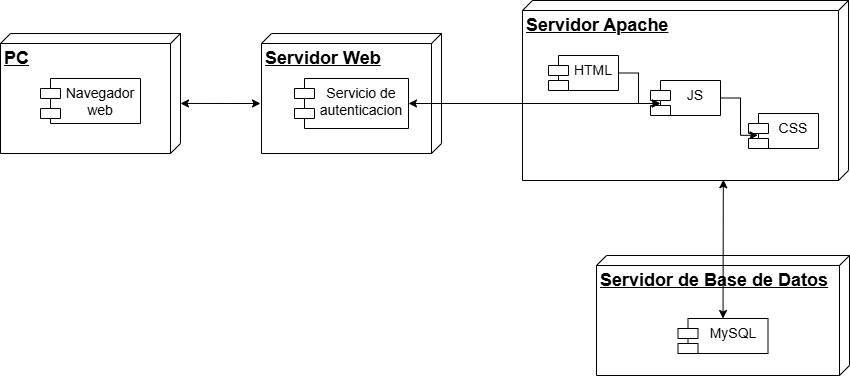 PC
Navegador
web
Servidor Web
Servicio de
autenticacion
Servidor Apache
HTML
JS
CSS
Servidor de Base de Datos
MySQL